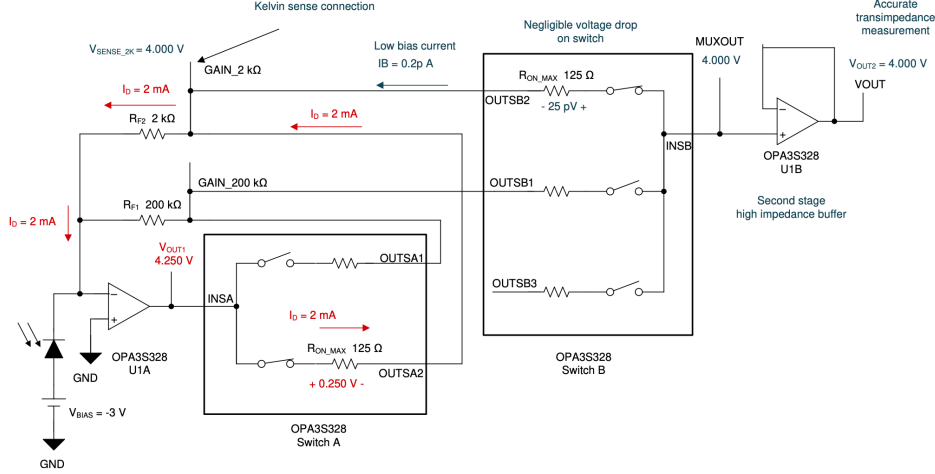 Kelvin sense connection
Accurate
transimpedance
measurement
Negligible voltage drop
on switch
V_SENSE_2K = 4.000 V
Low bias current
IB = 0.2p A
MUXOUT
4.000 V
V_OUT2 = 4.000 V
VOUT
GAIN_2 kΩ
R_ON_MAX 125 Ω
OUTSB2
- 25 pV +
I_D = 2 mA
I_D = 2 mA
R_F2 2 kΩ
−
+
INSB
OPA3S328
U1B
GAIN_200 kΩ
OUTSB1
R_F1 200 kΩ
Second stage
high impedance buffer
I_D = 2 mA
V_OUT1
4.250 V
OUTSA1
OUTSB3
−
+
INSA
I_D = 2 mA
OPA3S328
U1A
GND
R_ON_MAX 125 Ω
OUTSA2
+ 0.250 V -
OPA3S328
Switch B
V_BIAS = -3 V
OPA3S328
Switch A
GND